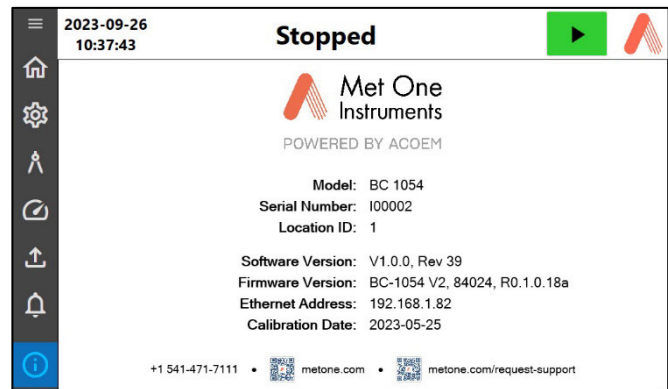 2023-09-26
10:37:43
Stopped
Met One
Instruments
POWERED BY ACOEM
Model: BC 1054
Serial Number: I00002
Location ID: 1
Software Version: V1.0.0, Rev 39
Firmware Version: BC-1054 V2, 84024, R0.1.0.18a
Ethernet Address: 192.168.1.82
Calibration Date: 2023-05-25
+1 541-471-7111 • metone.com • metone.com/request-support